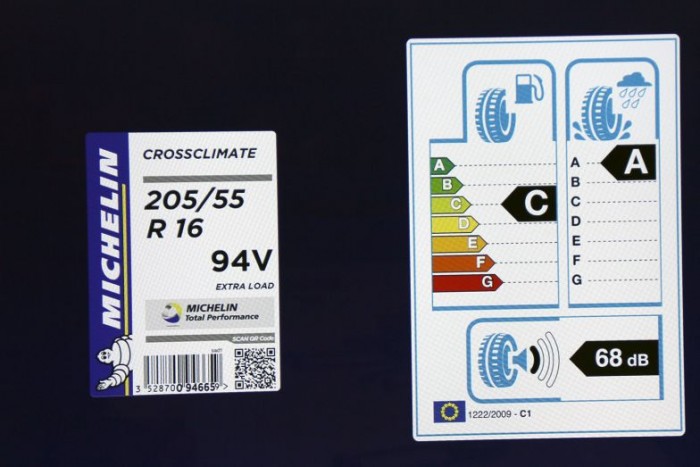 MICHELIN
CROSSCLIMATE
205/55
R 16
94V
EXTRA LOAD
MICHELIN
Total Performance
SCAN QR Code
3 528700 946659
A
B
C
D
E
F
G
C
A
B
C
D
E
F
G
A
68 dB
1222/2009 - C1